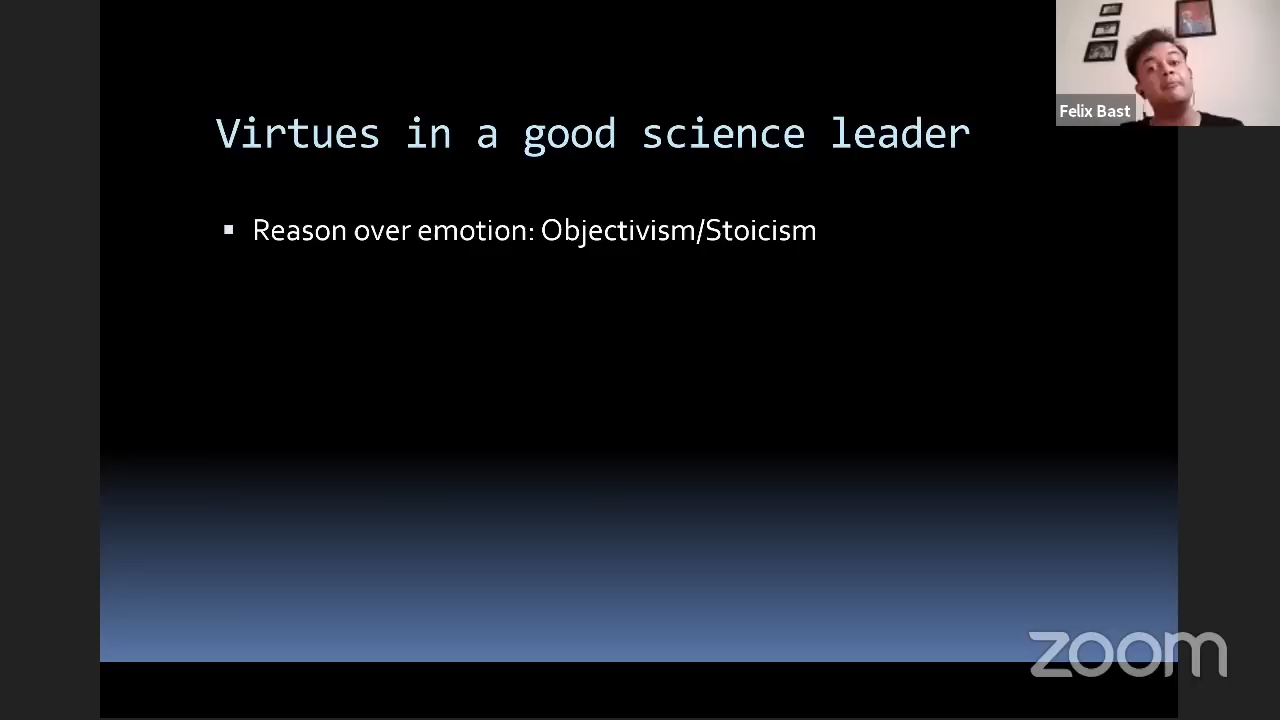 Virtues in a good science leader
▪ Reason over emotion: Objectivism/Stoicism
Felix Bast
zoom